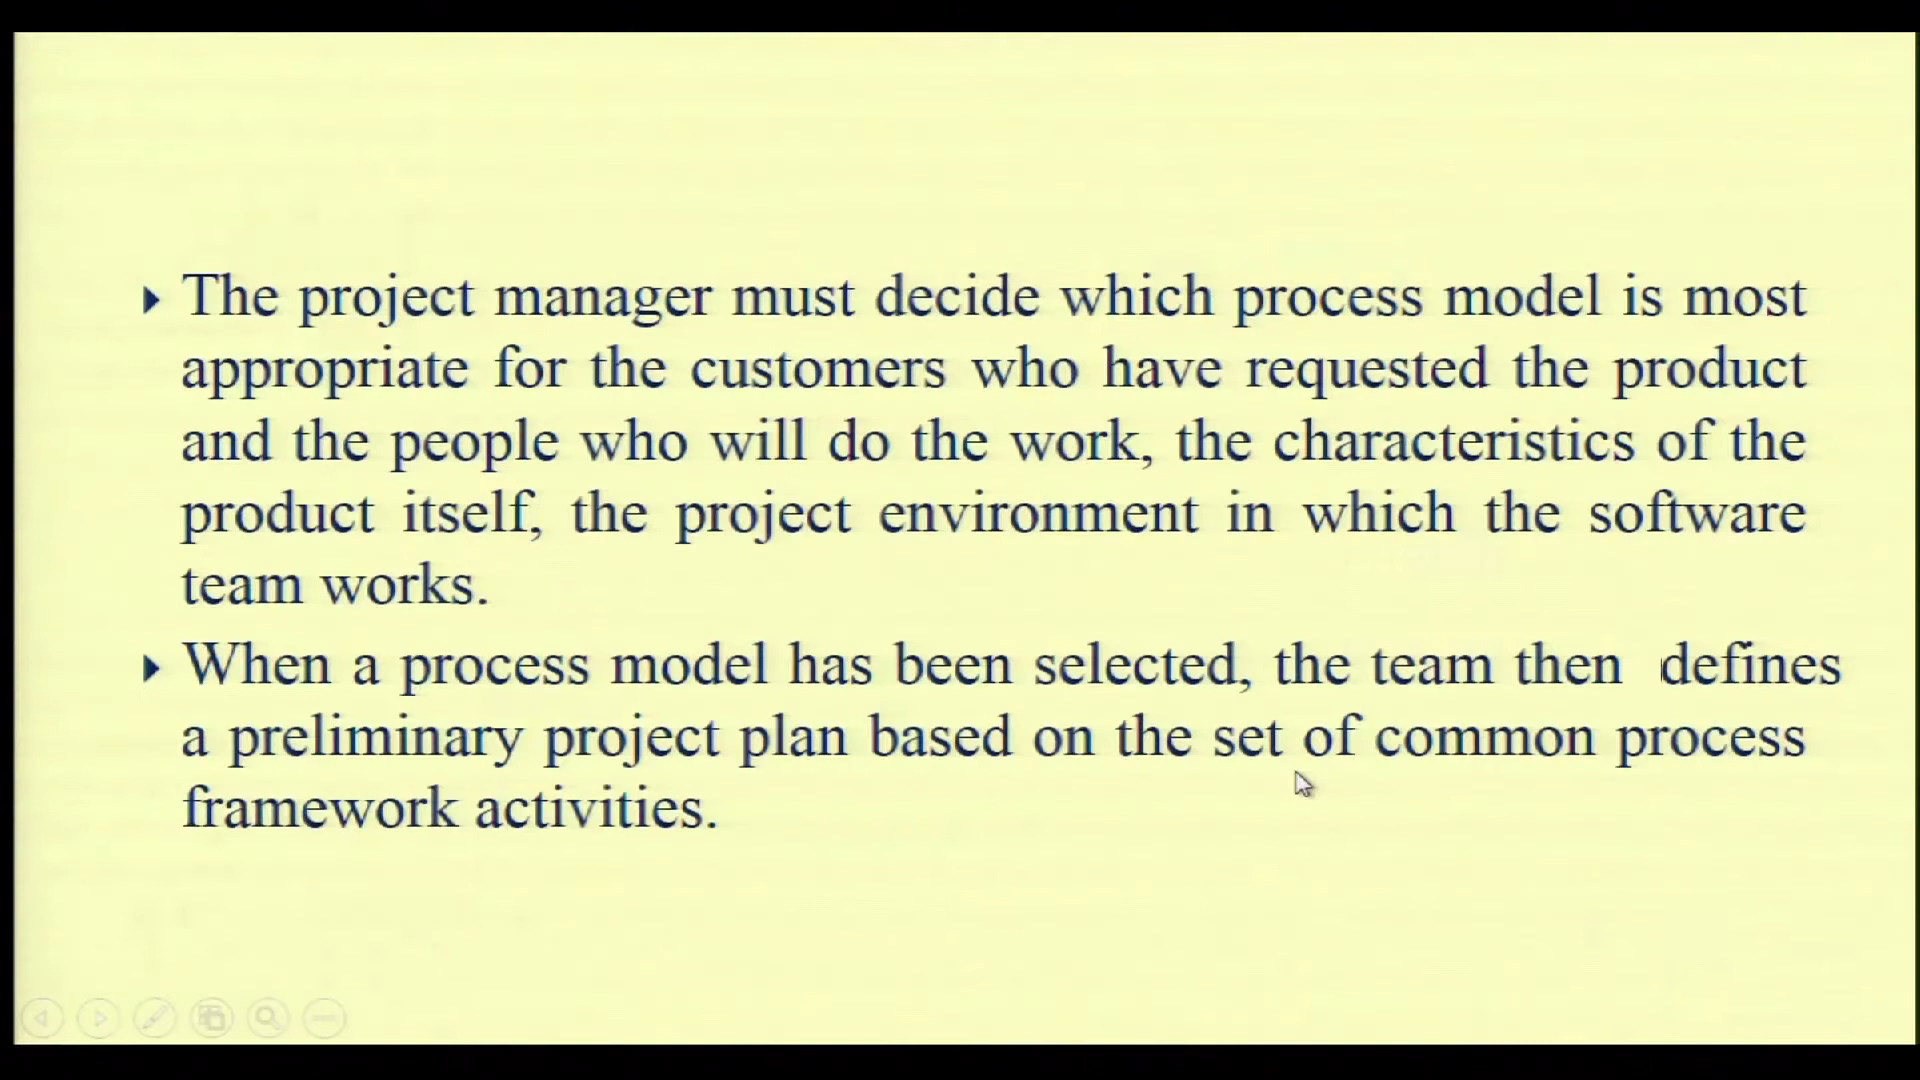 The project manager must decide which process model is most
appropriate for the customers who have requested the product
and the people who will do the work, the characteristics of the
product itself, the project environment in which the software
team works.
When a process model has been selected, the team then defines
a preliminary project plan based on the set of common process
framework activities.